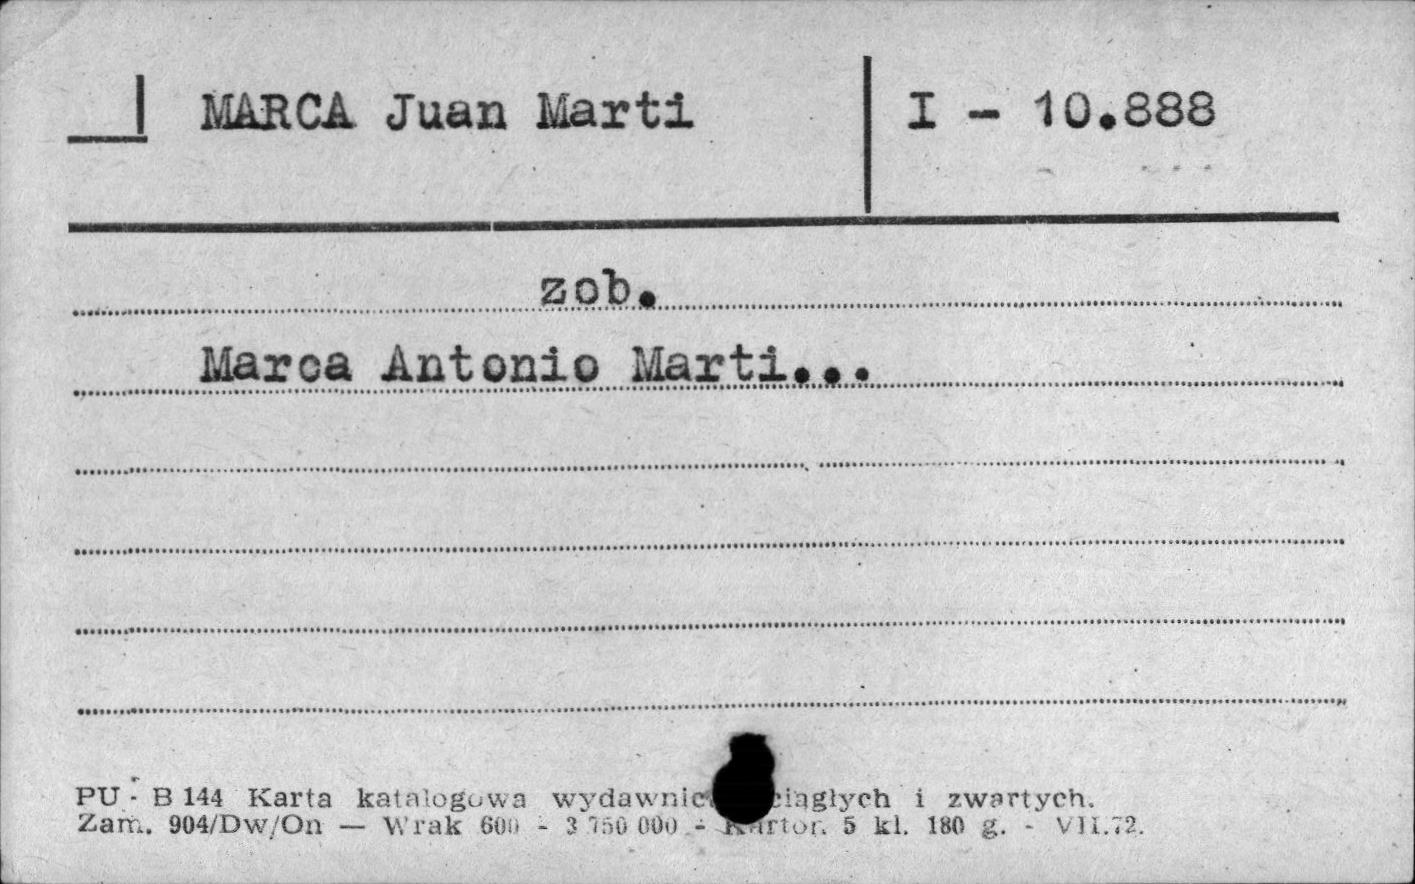 MARCA Juan Marti
I - 10.888
zob.
Marca Antonio Marti...
PU - B 144 Karta katalogowa wydawnic ciągłych i zwartych.
Zam. 904/Dw/On — Wrak 600 - 3 750 000 - Karton 5 kl. 180 g. - VII.72.